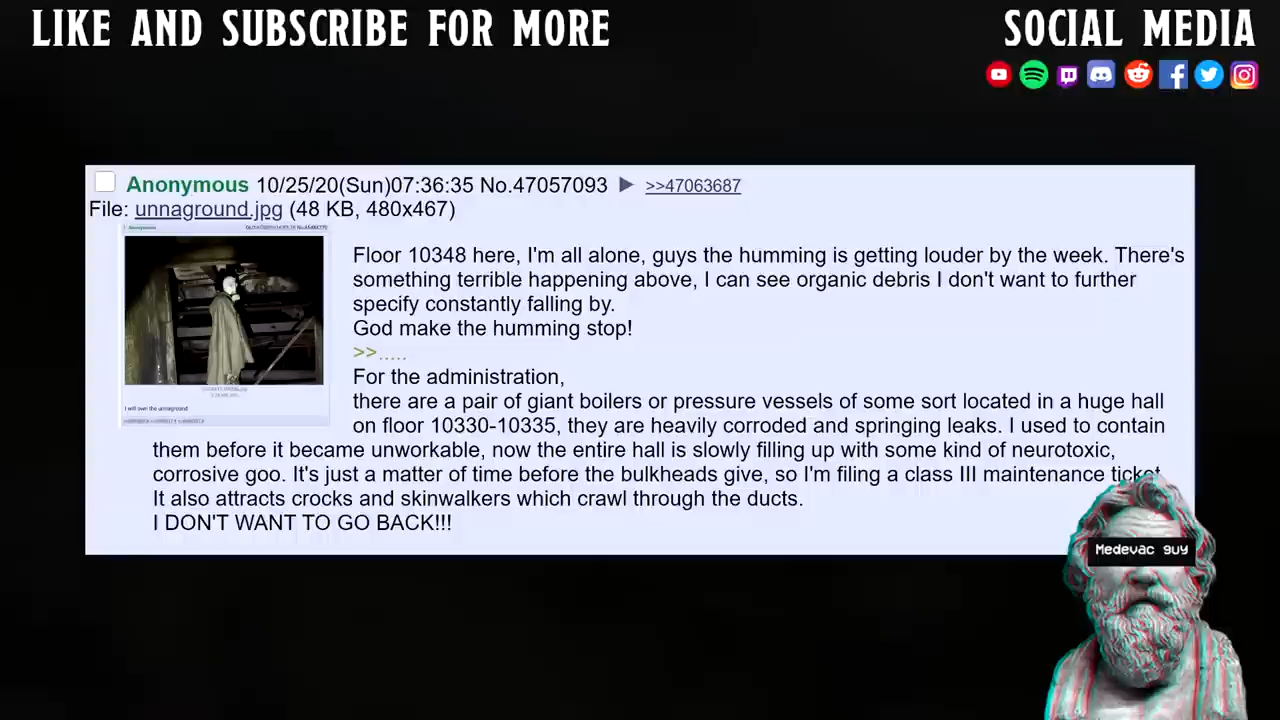 LIKE AND SUBSCRIBE FOR MORE
SOCIAL MEDIA
Anonymous 10/25/20(Sun)07:36:35 No.47057093 ▶ >>47063687
File: unnaground.jpg (48 KB, 480x467)
Anonymous
Floor 10348 here, I'm all alone, guys the humming is getting louder by the week. There's
something terrible happening above, I can see organic debris I don't want to further
specify constantly falling by.
God make the humming stop!
>>.....
For the administration,
there are a pair of giant boilers or pressure vessels of some sort located in a huge hall
I will own the unnaground
on floor 10330-10335, they are heavily corroded and springing leaks. I used to contain
them before it became unworkable, now the entire hall is slowly filling up with some kind of neurotoxic,
corrosive goo. It's just a matter of time before the bulkheads give, so I'm filing a class III maintenance ticket.
It also attracts crocks and skinwalkers which crawl through the ducts.
I DON'T WANT TO GO BACK!!!
Medevac guy